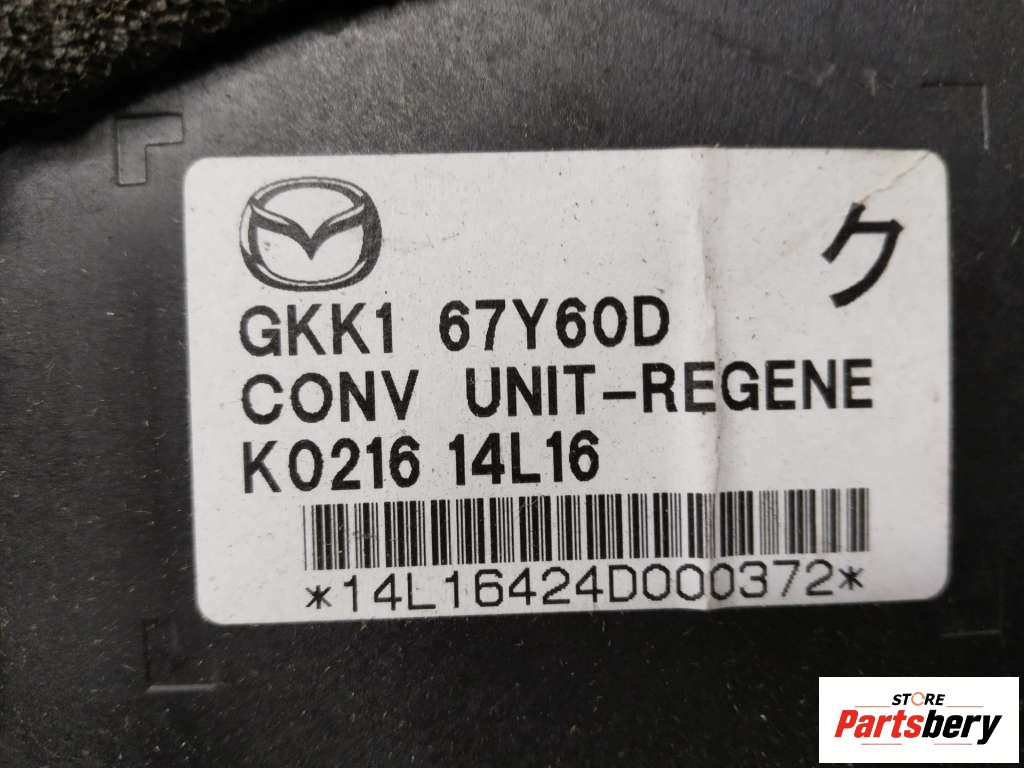 ク
GKK1 67Y60D
CONV UNIT-REGENE
K0216 14L16
*14L16424D000372*
STORE
Partsbery